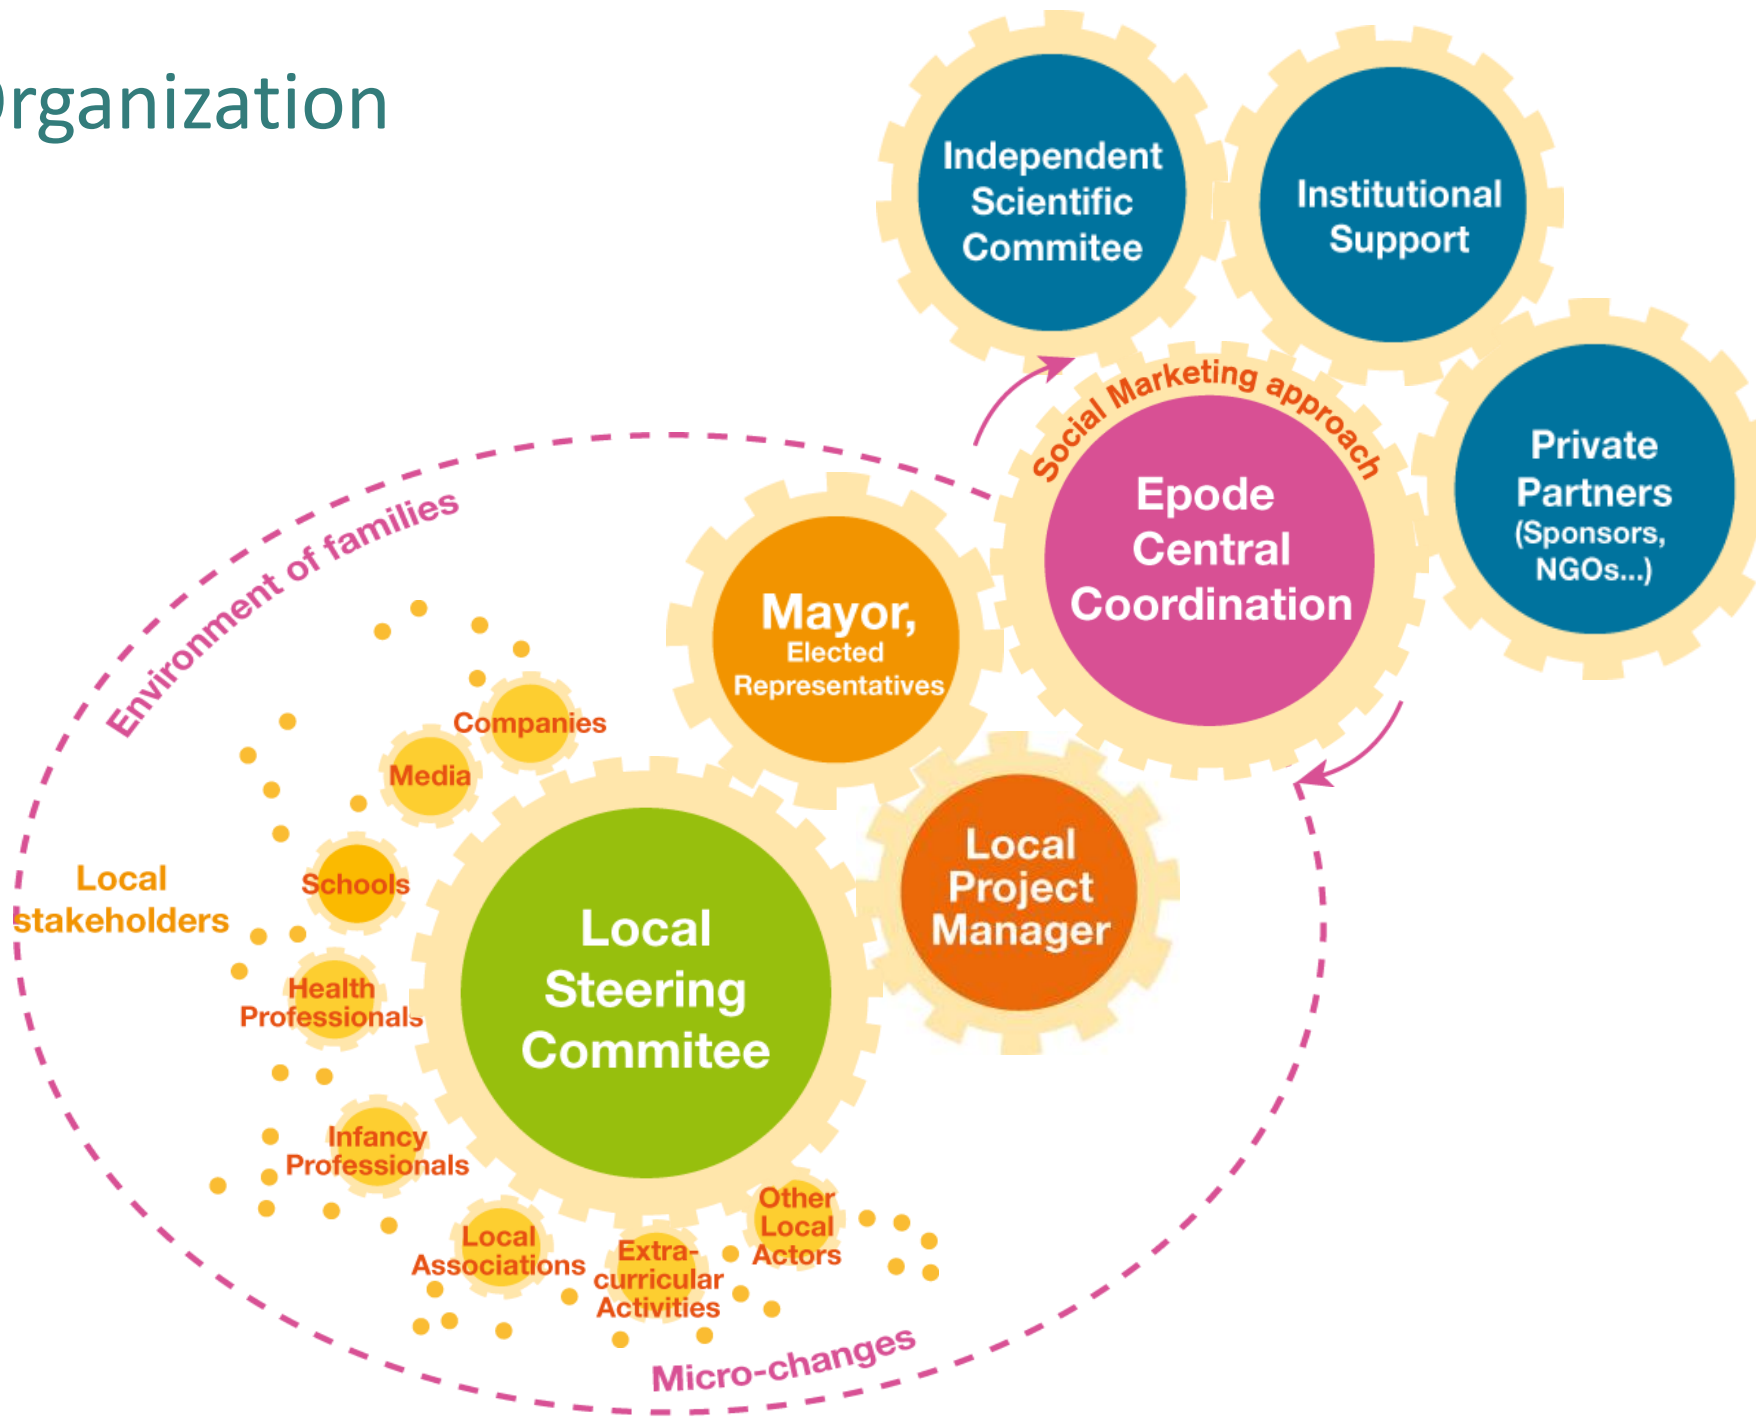 Organization
Independent
Scientific
Commitee
Institutional
Support
Private
Partners
(Sponsors,
NGOs...)
Social Marketing approach
Epode
Central
Coordination
Mayor,
Elected
Representatives
Local
Project
Manager
Environment of families
Companies
Media
Schools
Local
stakeholders
Health
Professionals
Local
Steering
Commitee
Infancy
Professionals
Local
Associations
Extra-
curricular
Activities
Other
Local
Actors
Micro-changes